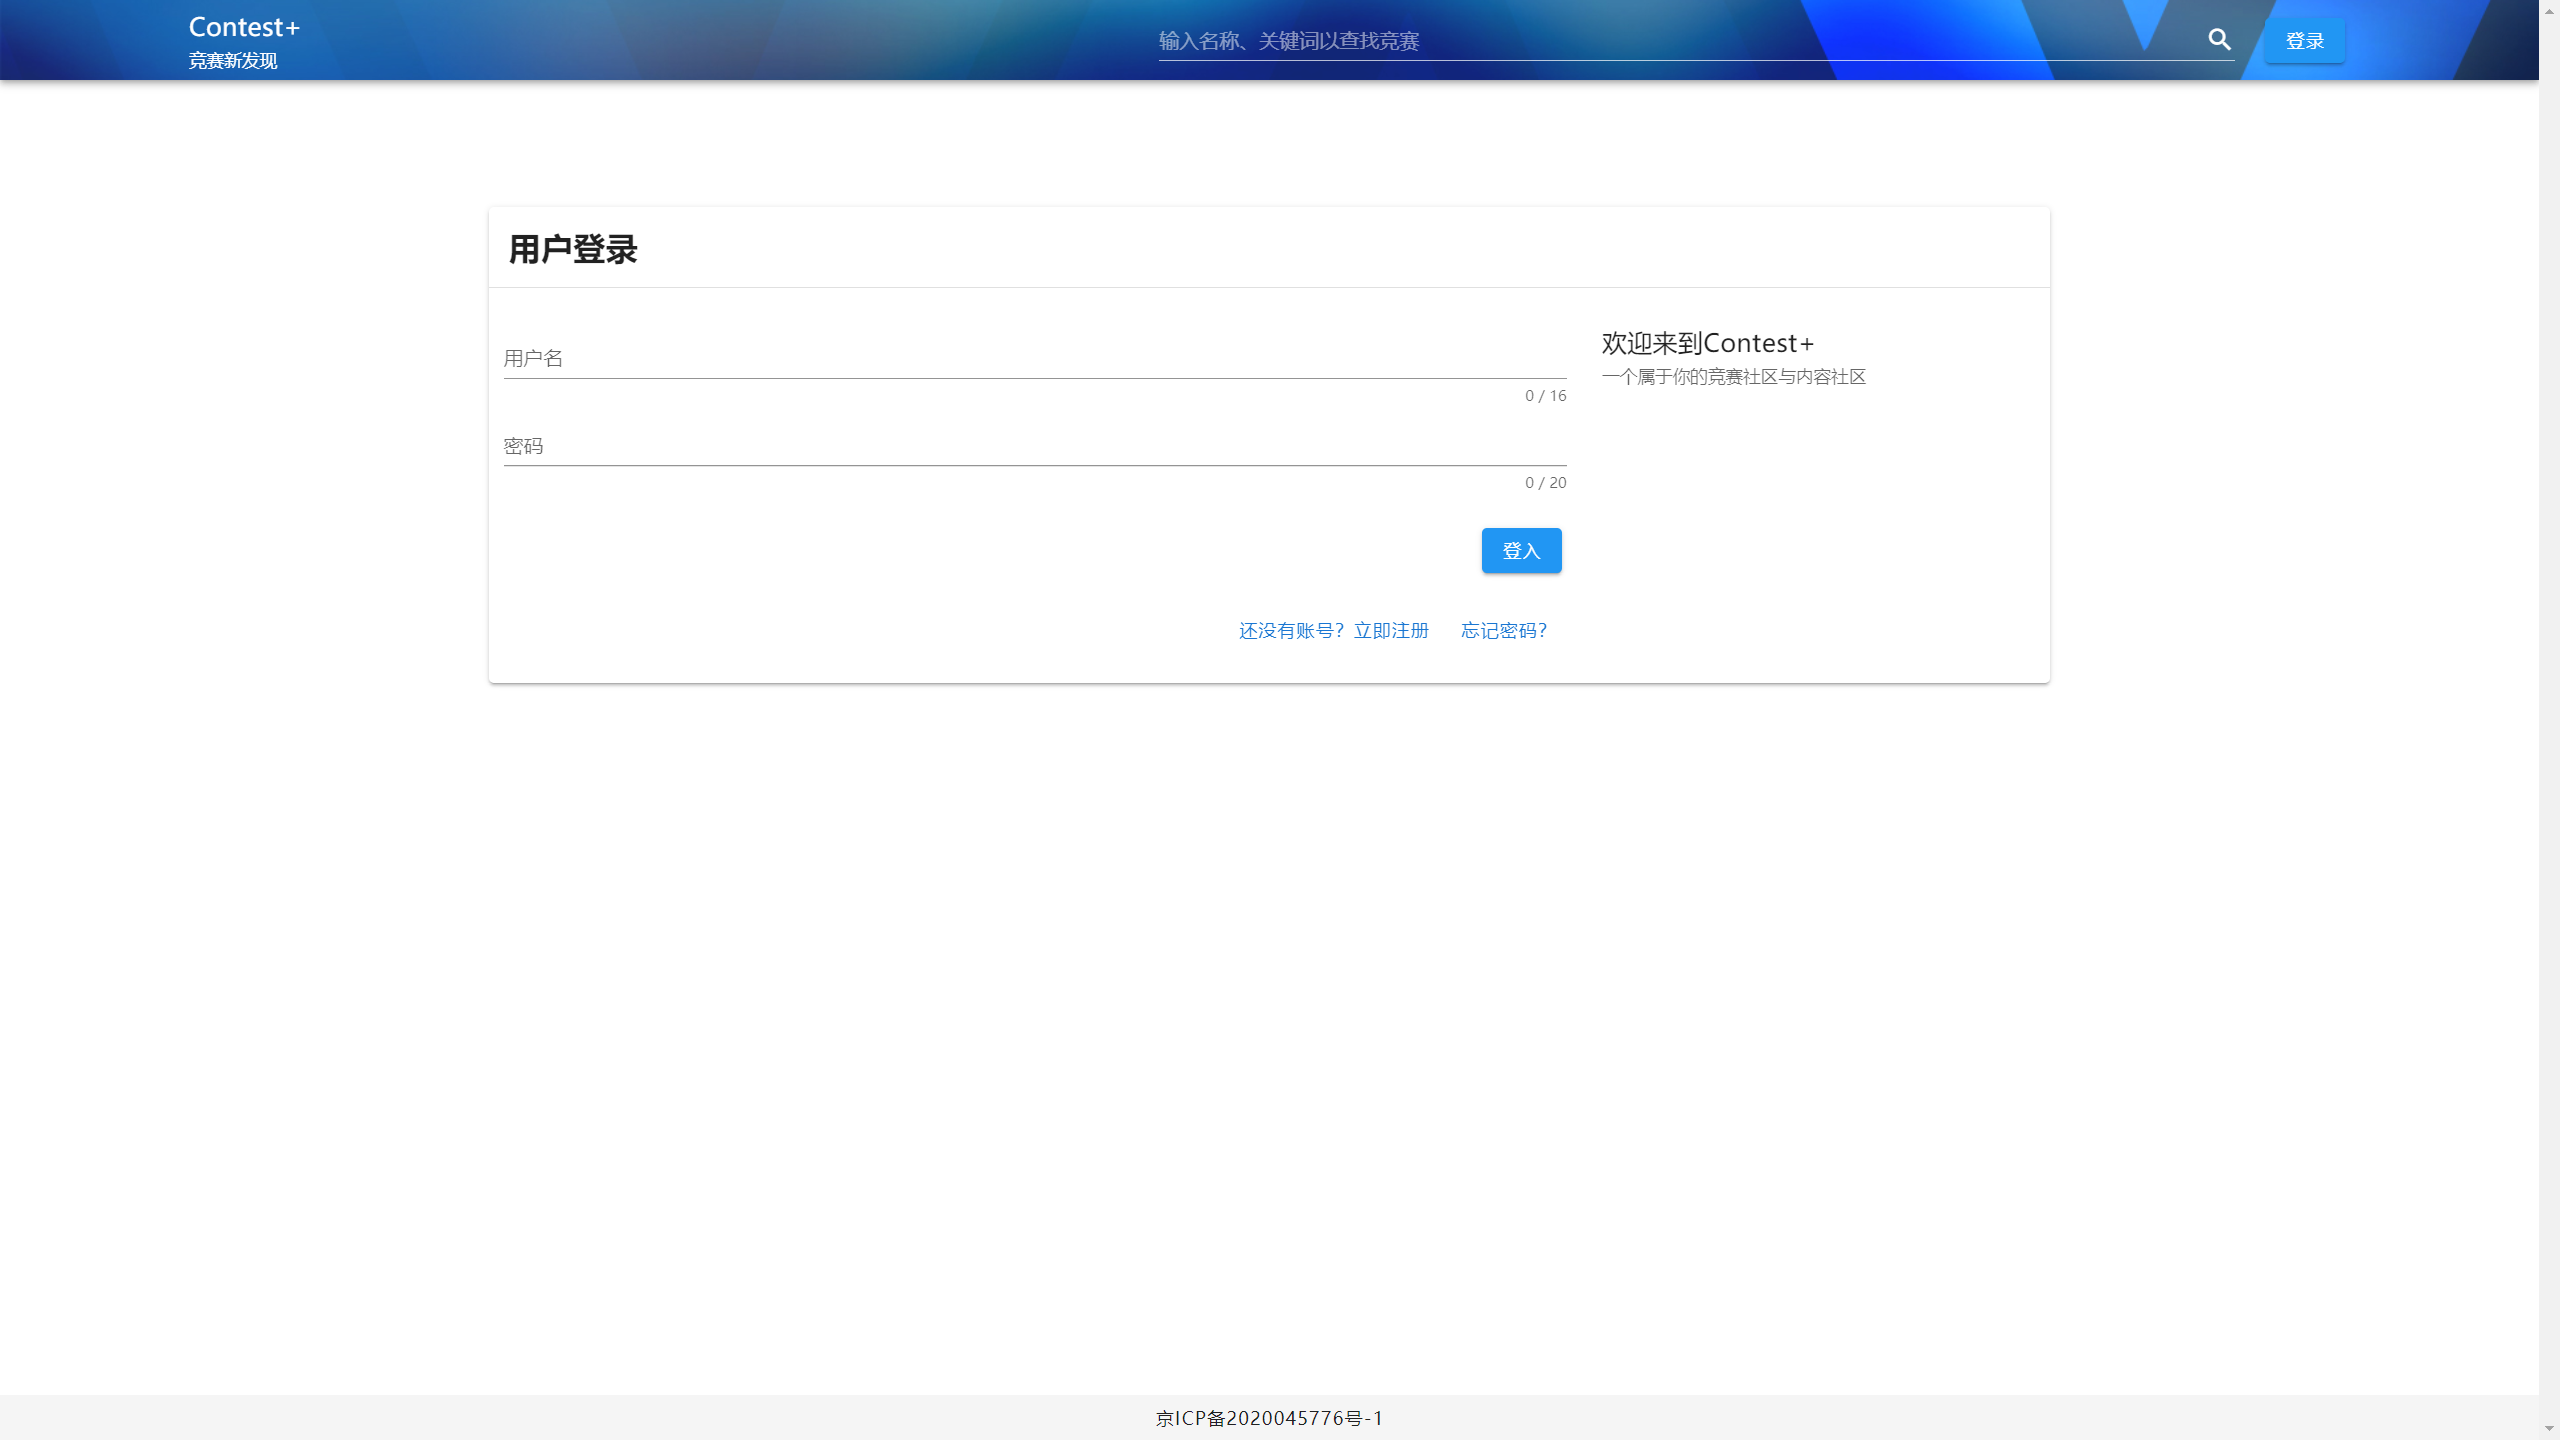 Contest+
竞赛新发现
输入名称、关键词以查找竞赛
登录
用户登录
用户名
0 / 16
密码
0 / 20
登入
还没有账号？立即注册
忘记密码？
欢迎来到Contest+
一个属于你的竞赛社区与内容社区
京ICP备2020045776号-1